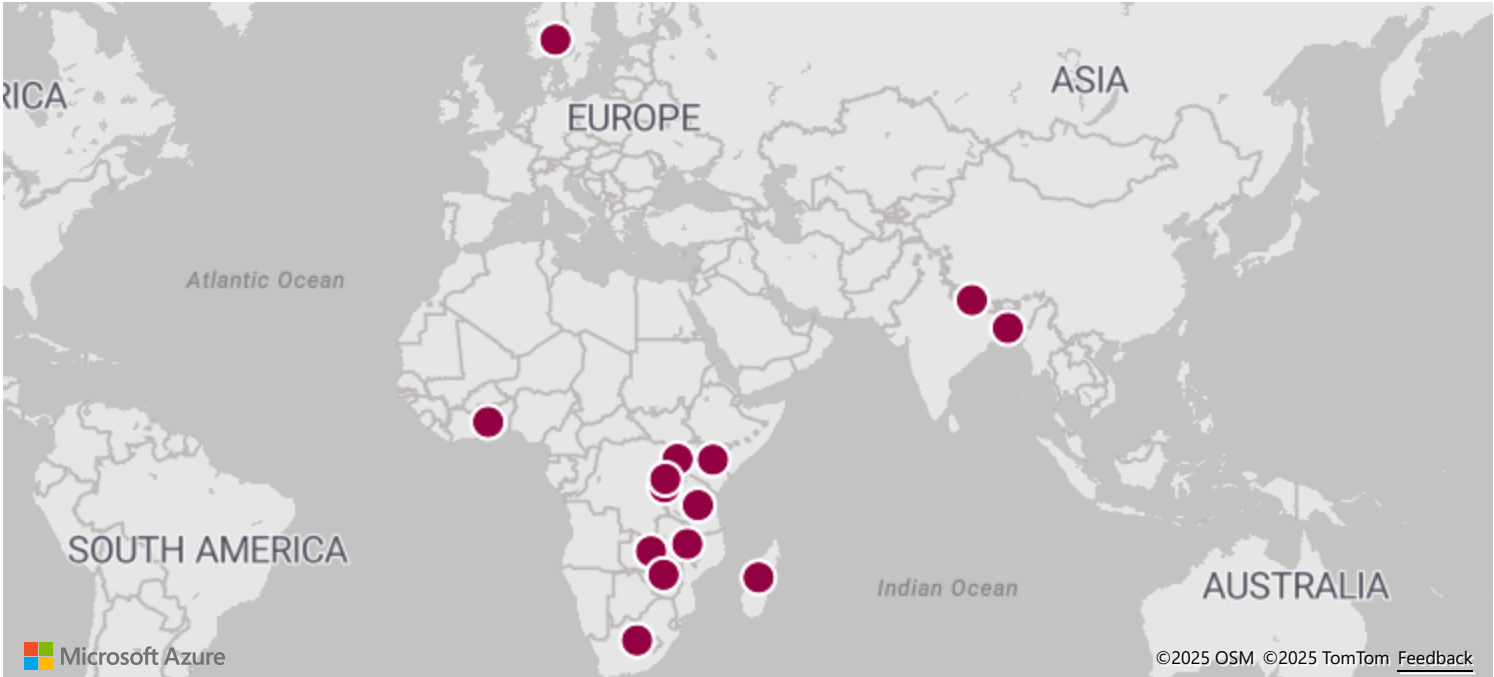 RICA
ASIA
EUROPE
Atlantic Ocean
SOUTH AMERICA
Indian Ocean
AUSTRALIA
Microsoft Azure
©2025 OSM ©2025 TomTom Feedback